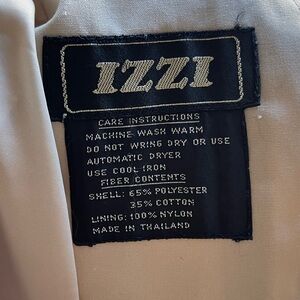 IZZI
CARE INSTRUCTIONS
MACHINE WASH WARM
DO NOT WRING DRY OR USE
AUTOMATIC DRYER
USE COOL IRON
FIBER CONTENTS
SHELL: 65% POLYESTER
35% COTTON
LINING: 100% NYLON
MADE IN THAILAND